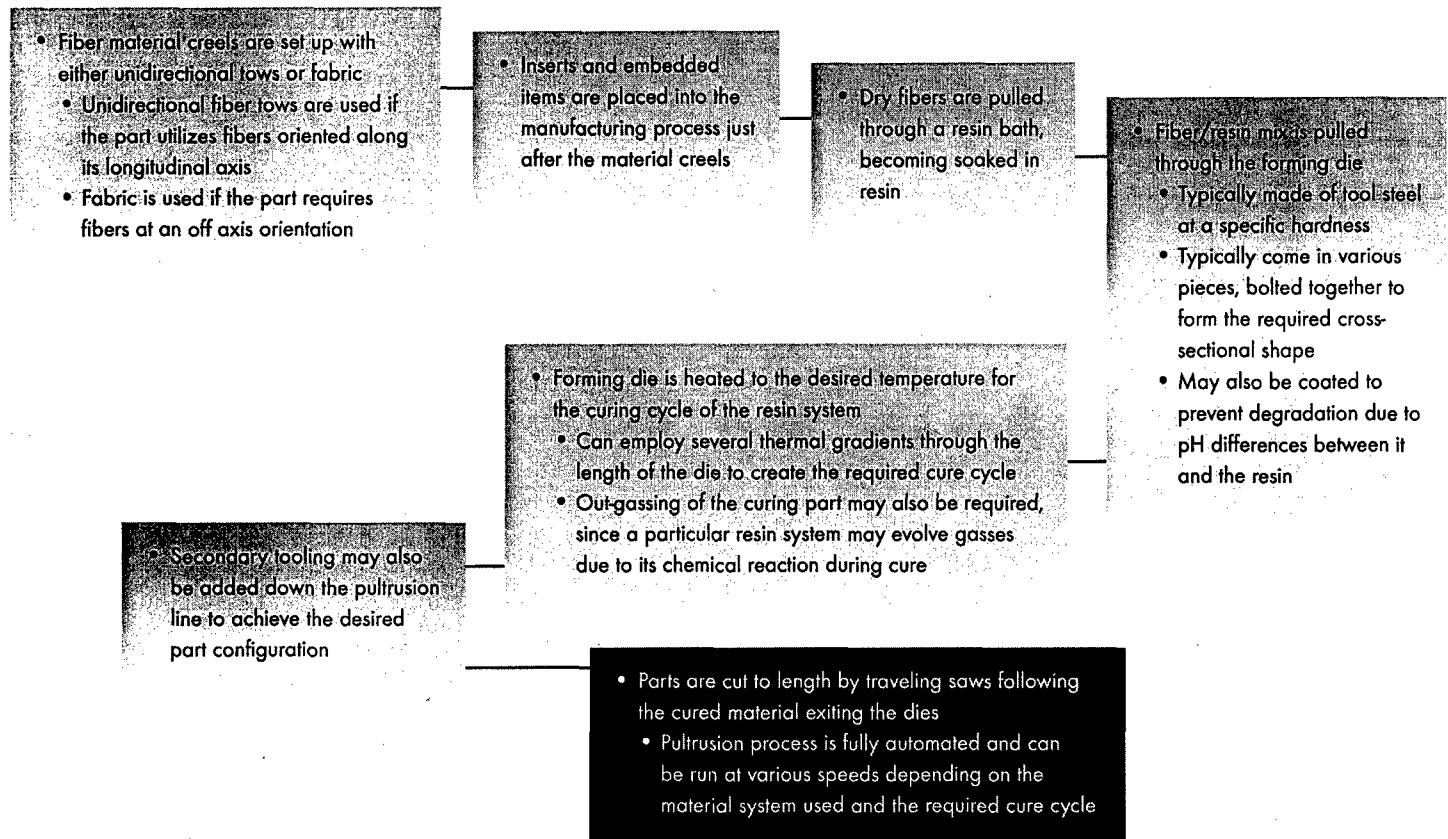 • Fiber material creels are set up with
either unidirectional tows or fabric
• Unidirectional fiber tows are used if
the part utilizes fibers oriented along
its longitudinal axis
• Fabric is used if the part requires
fibers at an off axis orientation
• Inserts and embedded
items are placed into the
manufacturing process just
after the material creels
• Dry fibers are pulled
through a resin bath,
becoming soaked in
resin
• Fiber/resin mix is pulled
through the forming die
• Typically made of tool steel
at a specific hardness
• Typically come in various
pieces, bolted together to
form the required cross-
sectional shape
• May also be coated to
prevent degradation due to
pH differences between it
and the resin
• Forming die is heated to the desired temperature for
the curing cycle of the resin system
• Can employ several thermal gradients through the
length of the die to create the required cure cycle
• Out-gassing of the curing part may also be required,
since a particular resin system may evolve gasses
due to its chemical reaction during cure
• Secondary tooling may also
be added down the pultrusion
line to achieve the desired
part configuration
• Parts are cut to length by traveling saws following
the cured material exiting the dies
• Pultrusion process is fully automated and can
be run at various speeds depending on the
material system used and the required cure cycle